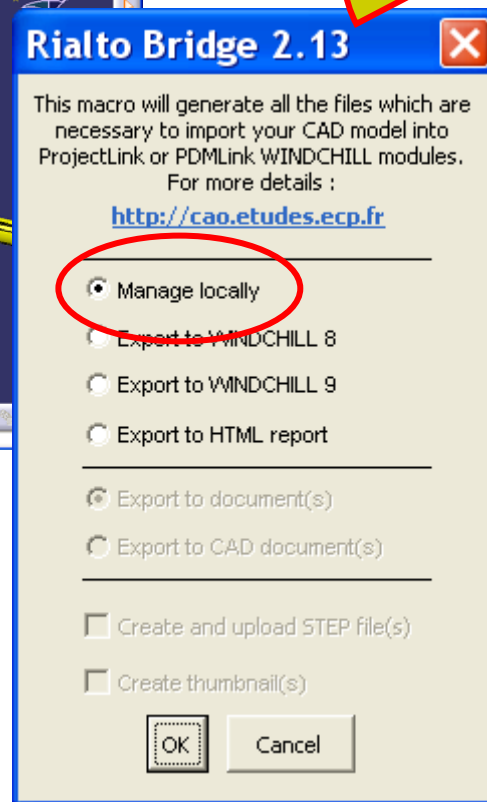 Rialto Bridge 2.13
This macro will generate all the files which are
necessary to import your CAD model into
ProjectLink or PDMLink WINDCHILL modules.
For more details :
http://cao.etudes.ecp.fr
Manage locally
Export to WINDCHILL 8
Export to WINDCHILL 9
Export to HTML report
Export to document(s)
Export to CAD document(s)
Create and upload STEP file(s)
Create thumbnail(s)
OK
Cancel